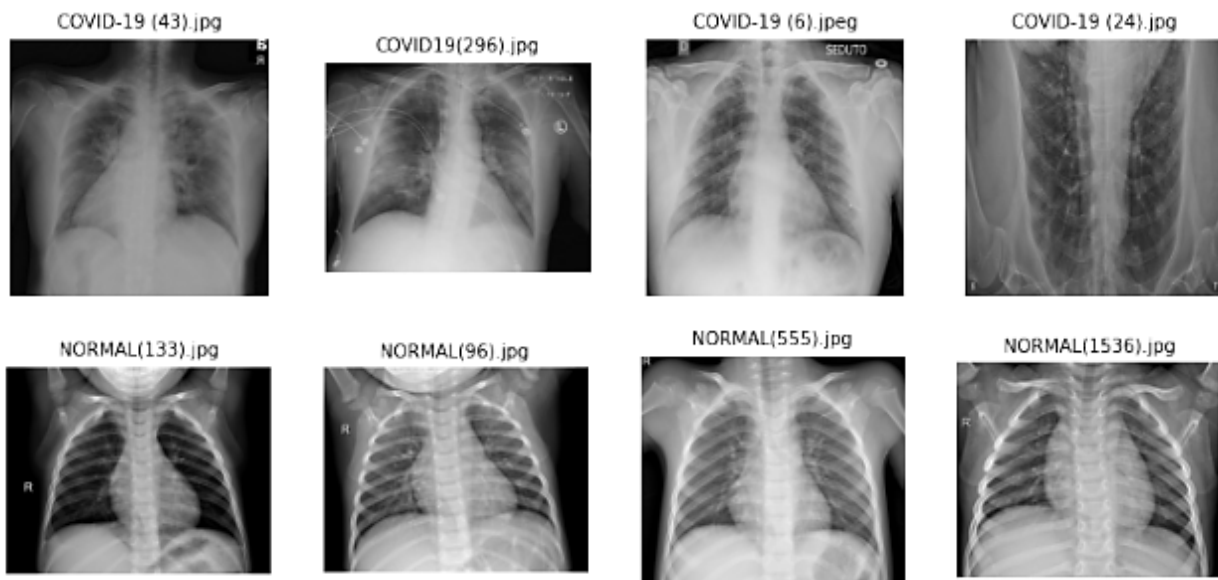 COVID-19 (43).jpg
COVID19(296).jpg
COVID-19 (6).jpeg
COVID-19 (24).jpg
R
D
SEDUTO
L
NORMAL(133).jpg
NORMAL(96).jpg
NORMAL(555).jpg
NORMAL(1536).jpg
R
R
R
R